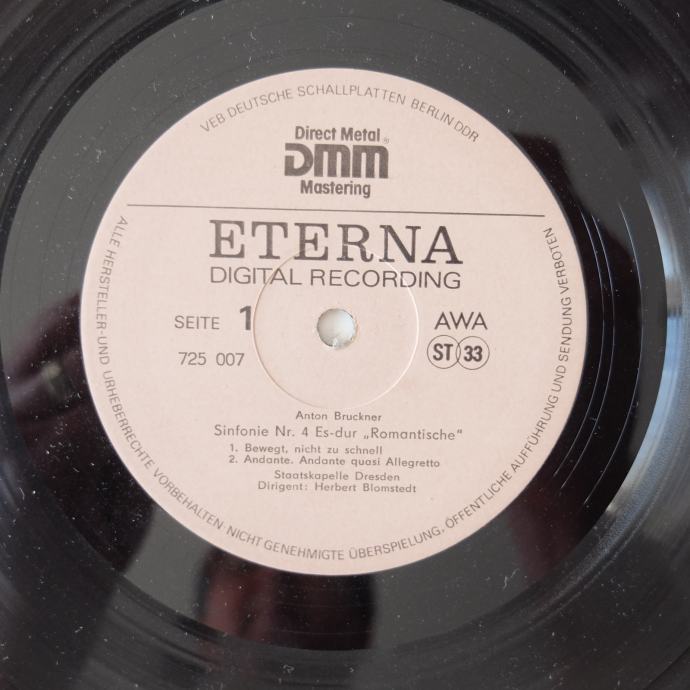 VEB DEUTSCHE SCHALLPLATTEN BERLIN DDR
Direct Metal
DMM®
Mastering
ETERNA
DIGITAL RECORDING
SEITE 1
AWA
725 007
ST 33
Anton Bruckner
Sinfonie Nr. 4 Es-dur „Romantische“
1. Bewegt, nicht zu schnell
2. Andante. Andante quasi Allegretto
Staatskapelle Dresden
Dirigent: Herbert Blomstedt
ALLE HERSTELLER-UND URHEBERRECHTE VORBEHALTEN NICHT GENEHMIGTE ÜBERSPIELUNG, ÖFFENTLICHE AUFFÜHRUNG UND SENDUNG VERBOTEN